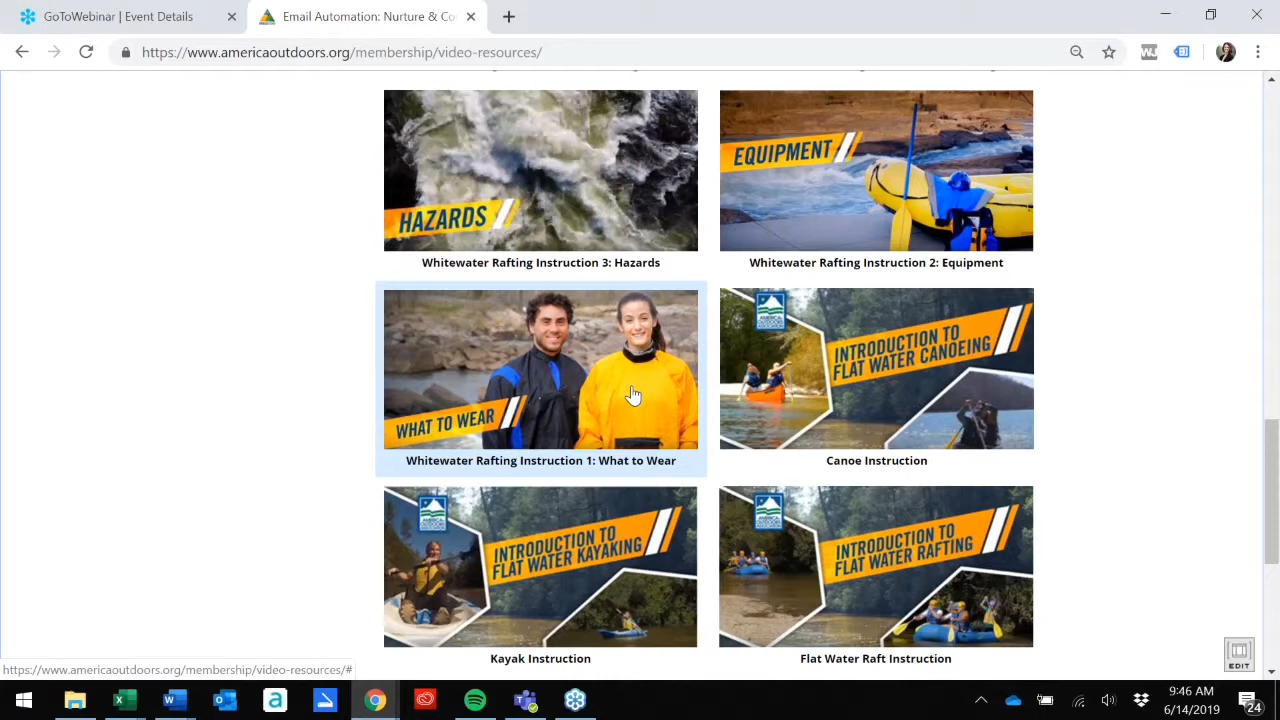 GoToWebinar | Event Details
Email Automation: Nurture & Co
https://www.americaoutdoors.org/membership/video-resources/
HAZARDS
EQUIPMENT
Whitewater Rafting Instruction 3: Hazards
Whitewater Rafting Instruction 2: Equipment
WHAT TO WEAR
INTRODUCTION TO
FLAT WATER CANOEING
Whitewater Rafting Instruction 1: What to Wear
Canoe Instruction
INTRODUCTION TO
FLAT WATER KAYAKING
INTRODUCTION TO
FLAT WATER RAFTING
Kayak Instruction
Flat Water Raft Instruction
EDIT
https://www.americaoutdoors.org/membership/video-resources/#
9:46 AM
6/14/2019
24